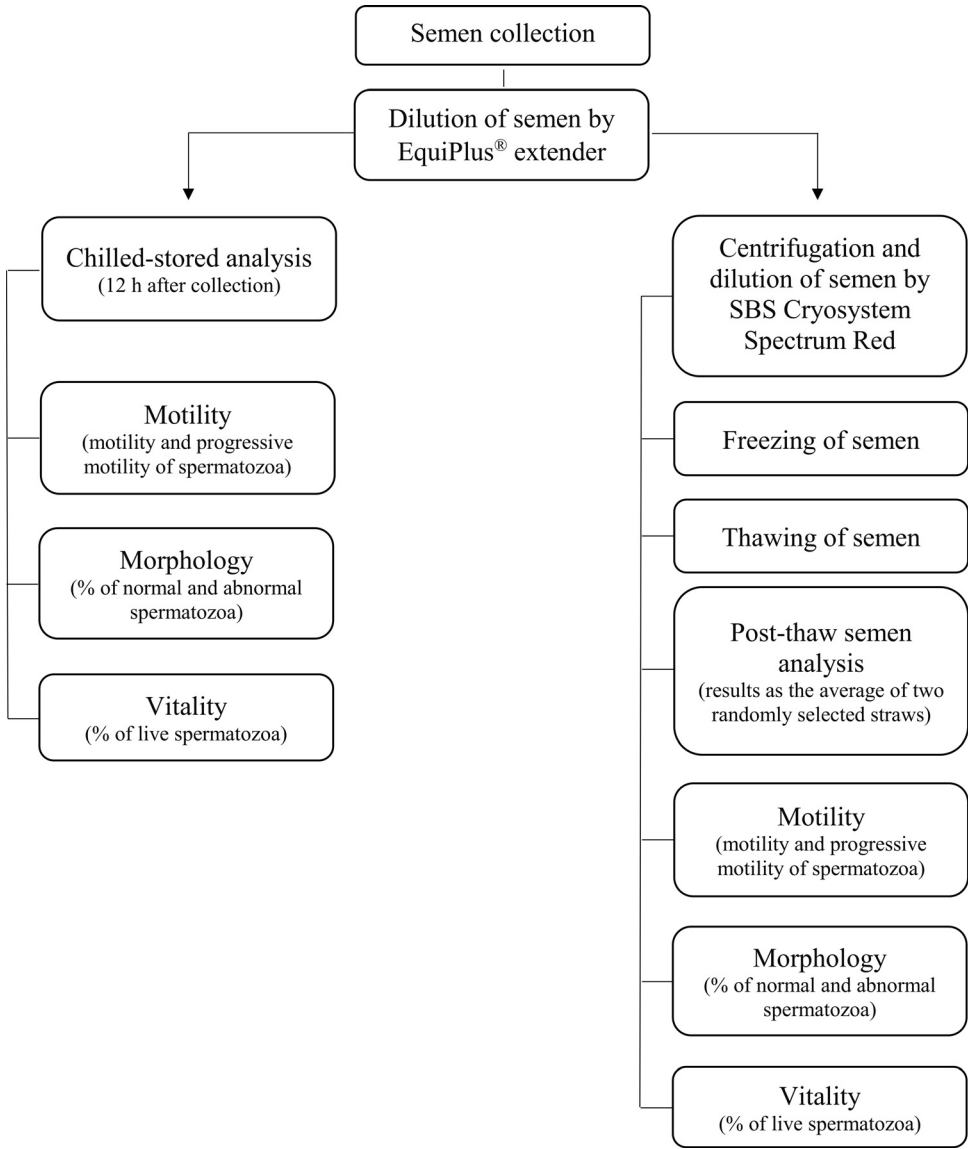 Semen collection
Dilution of semen by
EquiPlus® extender
Chilled-stored analysis
(12 h after collection)
Motility
(motility and progressive
motility of spermatozoa)
Morphology
(% of normal and abnormal
spermatozoa)
Vitality
(% of live spermatozoa)
Centrifugation and
dilution of semen by
SBS Cryosystem
Spectrum Red
Freezing of semen
Thawing of semen
Post-thaw semen
analysis
(results as the average of two
randomly selected straws)
Motility
(motility and progressive
motility of spermatozoa)
Morphology
(% of normal and abnormal
spermatozoa)
Vitality
(% of live spermatozoa)